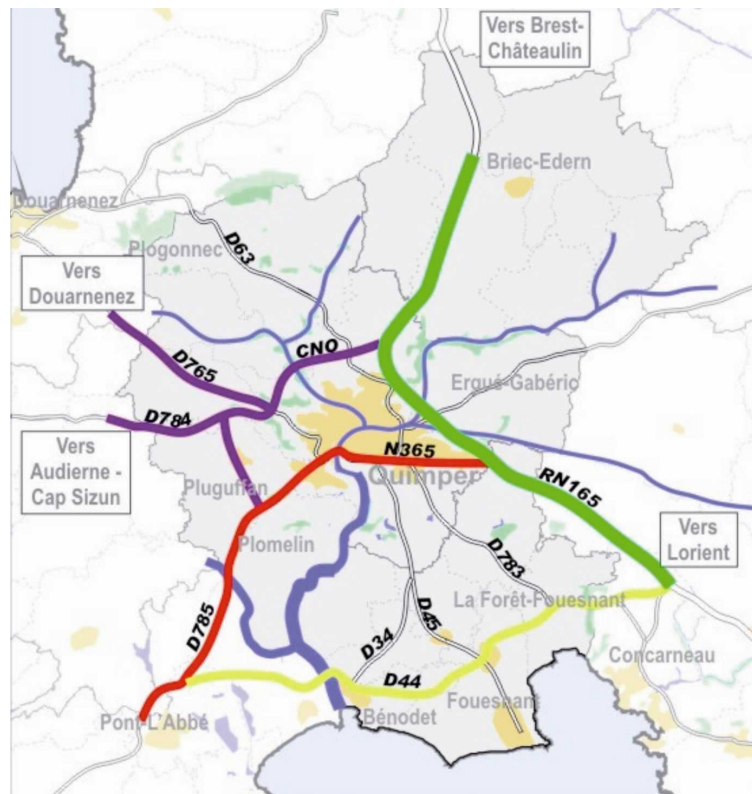 Vers Brest-
Châteaulin
Briec-Edern
Douarnenez
Plogonnec
D63
Vers
Douarnenez
CNO
D765
Ergué-Gabéric
D784
Vers
Audierne -
Cap Sizun
N365
Quimper
RN165
Pluguffan
Vers
Lorient
Plomelin
D783
La Forêt-Fouesnant
D785
D45
D34
Concarneau
D44
Fouesnant
Pont-L'Abbé
Bénodet